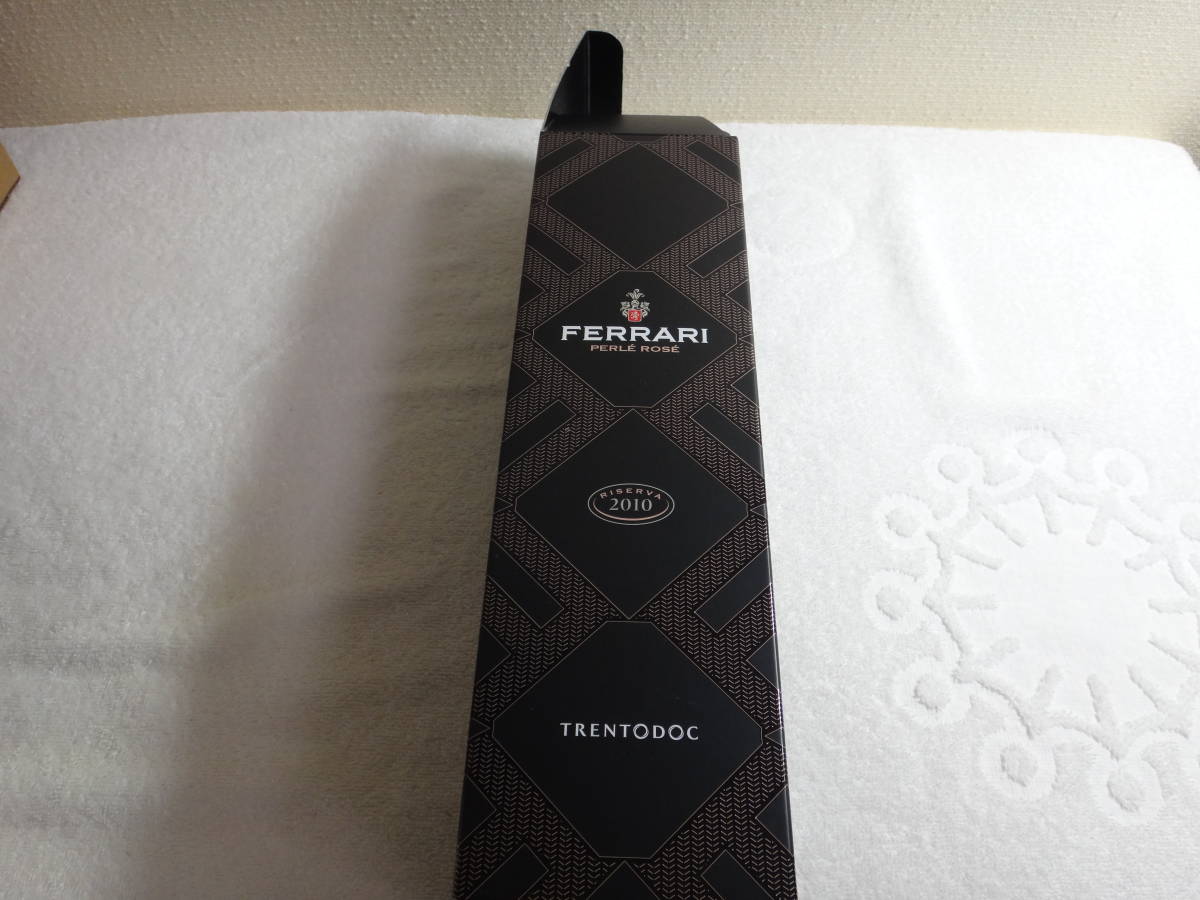 FERRARI
PERLÉ ROSÉ
RISERVA
2010
TRENTODOC